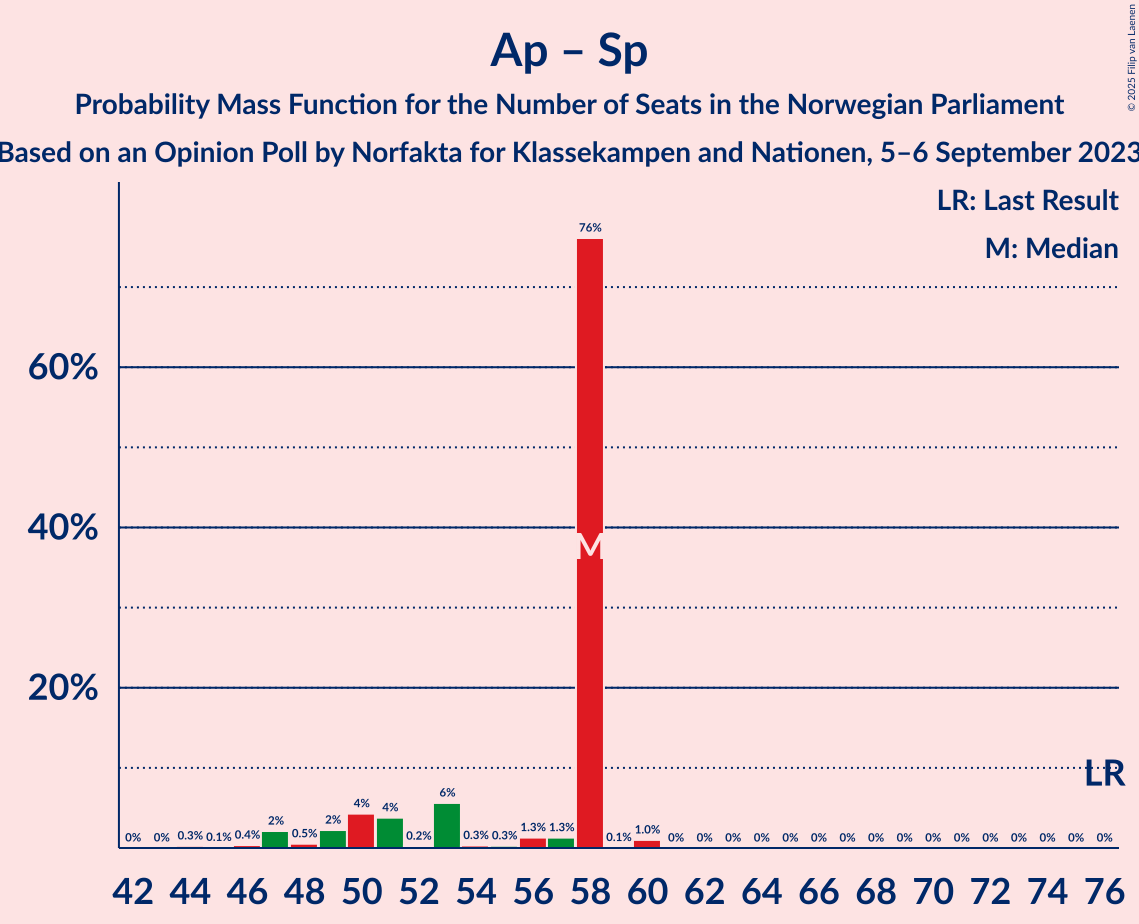 Ap – Sp
Probability Mass Function for the Number of Seats in the Norwegian Parliament
Based on an Opinion Poll by Norfakta for Klassekampen and Nationen, 5–6 September 2023
© 2025 Filip van Laenen
LR: Last Result
M: Median
76%
60%
40%
M
20%
LR
0% 0% 0.3% 0.1% 0.4% 2% 0.5% 2% 4% 4% 0.2% 6% 0.3% 0.3% 1.3% 1.3% 0.1% 1.0% 0% 0% 0% 0% 0% 0% 0% 0% 0% 0% 0% 0% 0% 0% 0% 0%
42 44 46 48 50 52 54 56 58 60 62 64 66 68 70 72 74 76